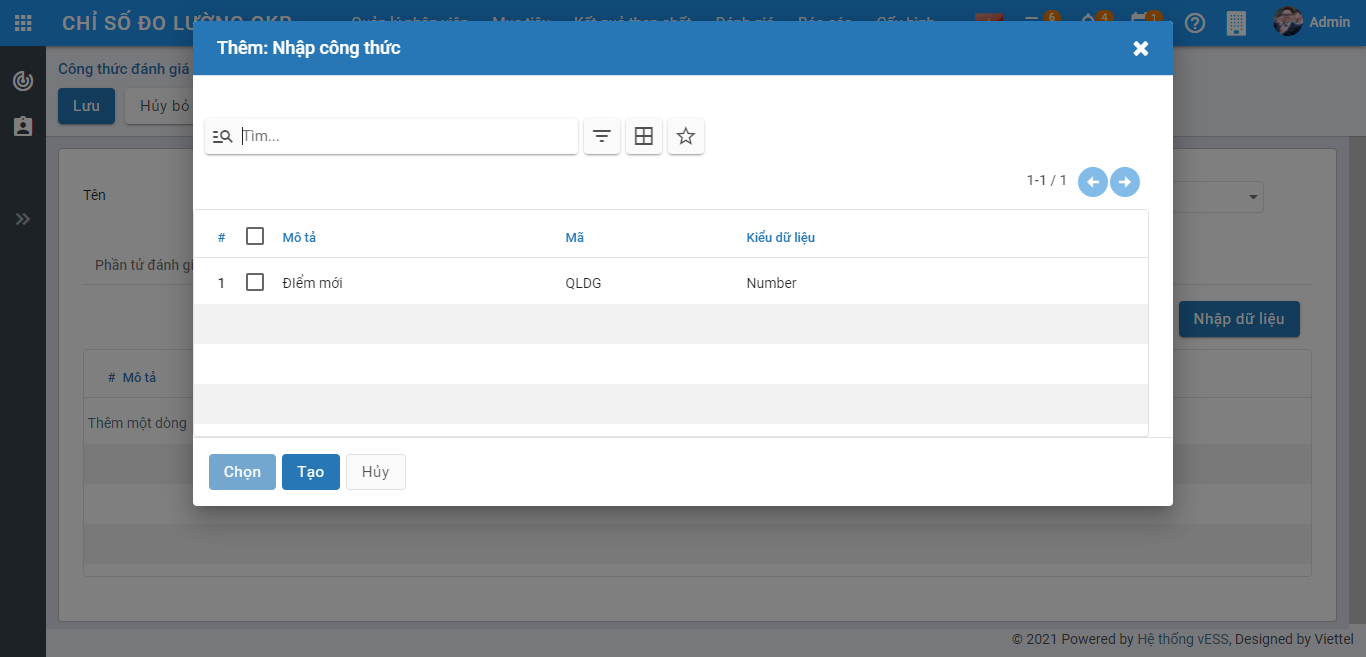 CHỈ SỐ ĐO LƯỜNG OKR
6
4
1
Admin
Thêm: Nhập công thức
Công thức đánh giá
Lưu
Hủy bỏ
Tìm...
1-1 / 1
Tên
# Mô tả Mã Kiểu dữ liệu
Phần tử đánh gi
1 ĐIểm mới QLDG Number
Nhập dữ liệu
# Mô tả
Thêm một dòng
Chọn Tạo Hủy
© 2021 Powered by Hệ thống vESS, Designed by Viettel